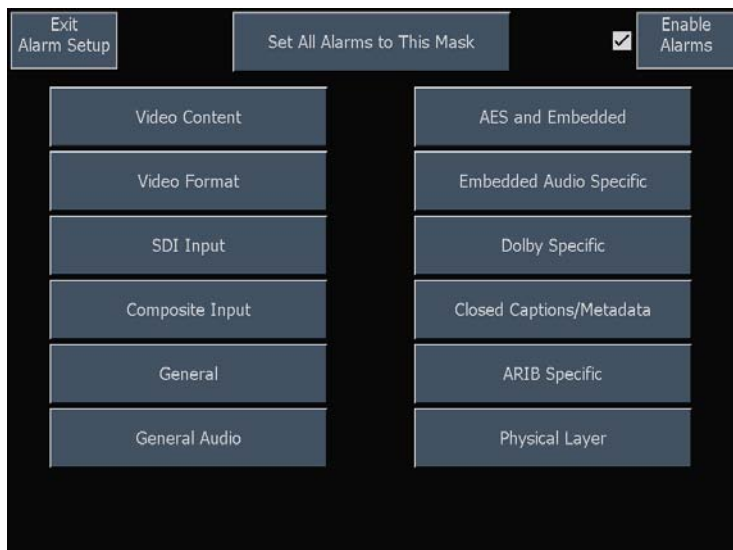 Exit
Alarm Setup
Set All Alarms to This Mask
Enable
Alarms
Video Content
AES and Embedded
Video Format
Embedded Audio Specific
SDI Input
Dolby Specific
Composite Input
Closed Captions/Metadata
General
ARIB Specific
General Audio
Physical Layer